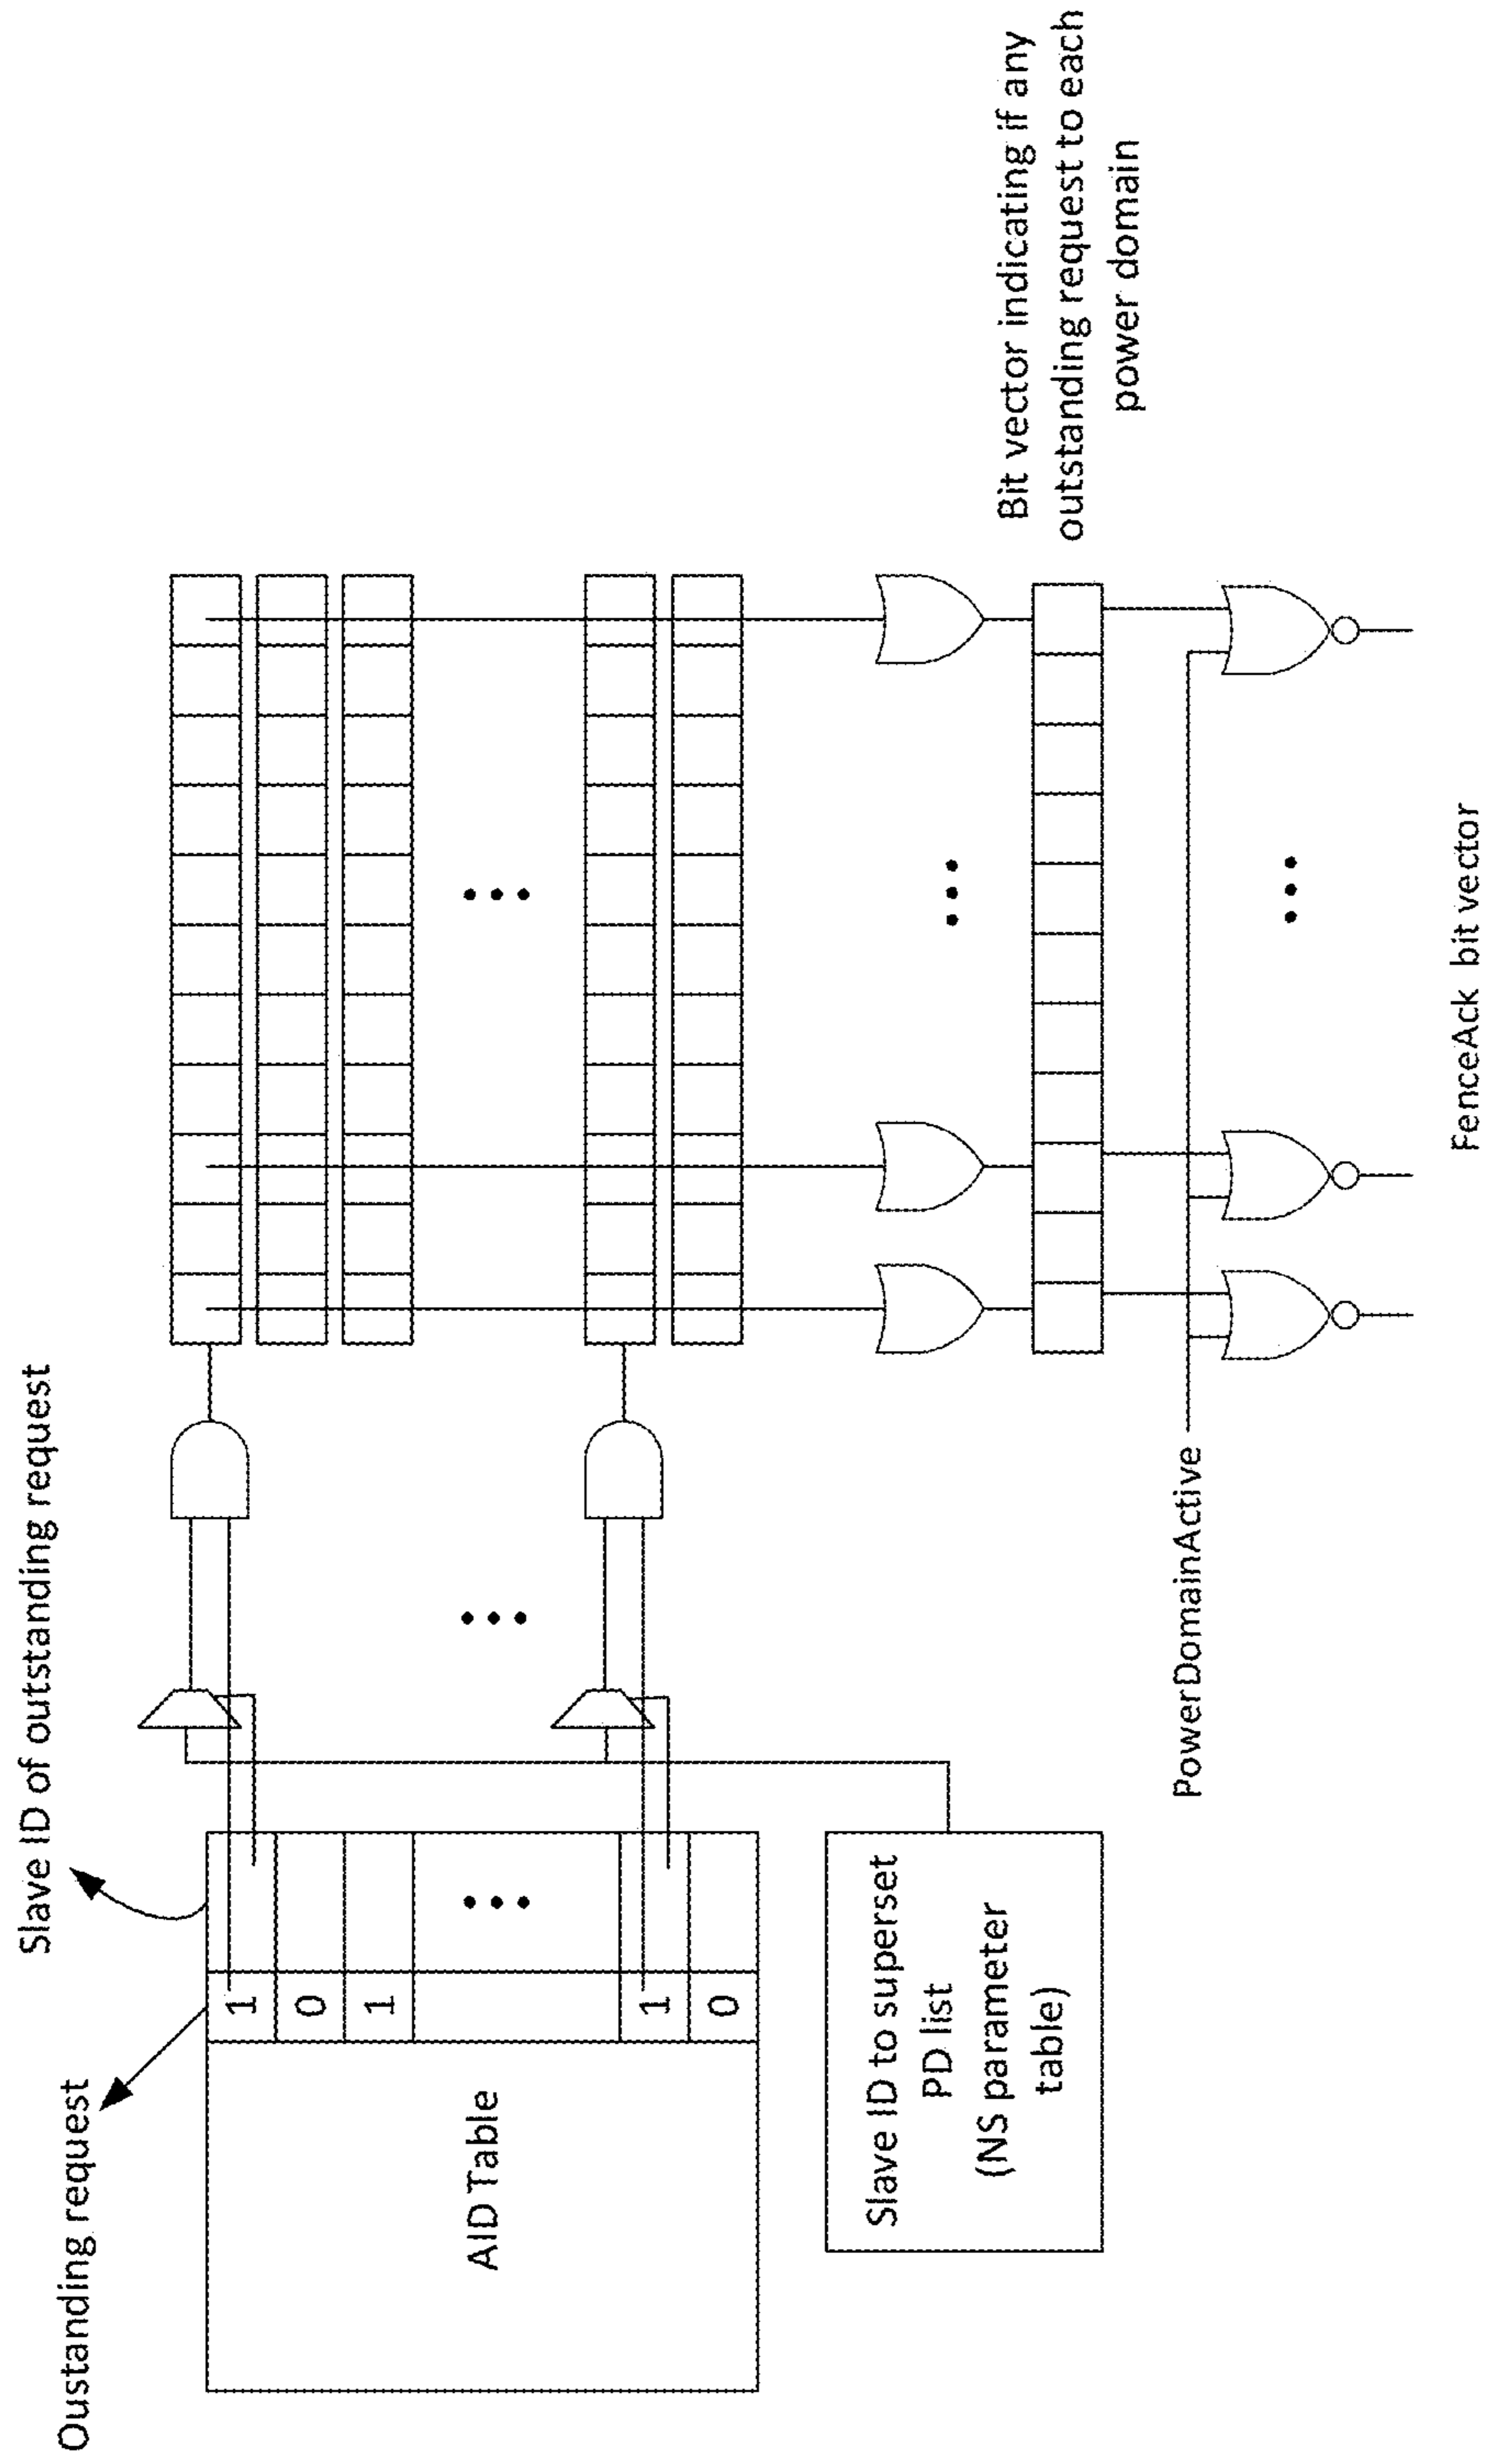 Oustanding request
Slave ID of outstanding request
AID Table
1
0
1
1
0
Slave ID to superset
PD list
(NS parameter
table)
Bit vector indicating if any
outstanding request to each
power domain
PowerDomainActive
FenceAck bit vector